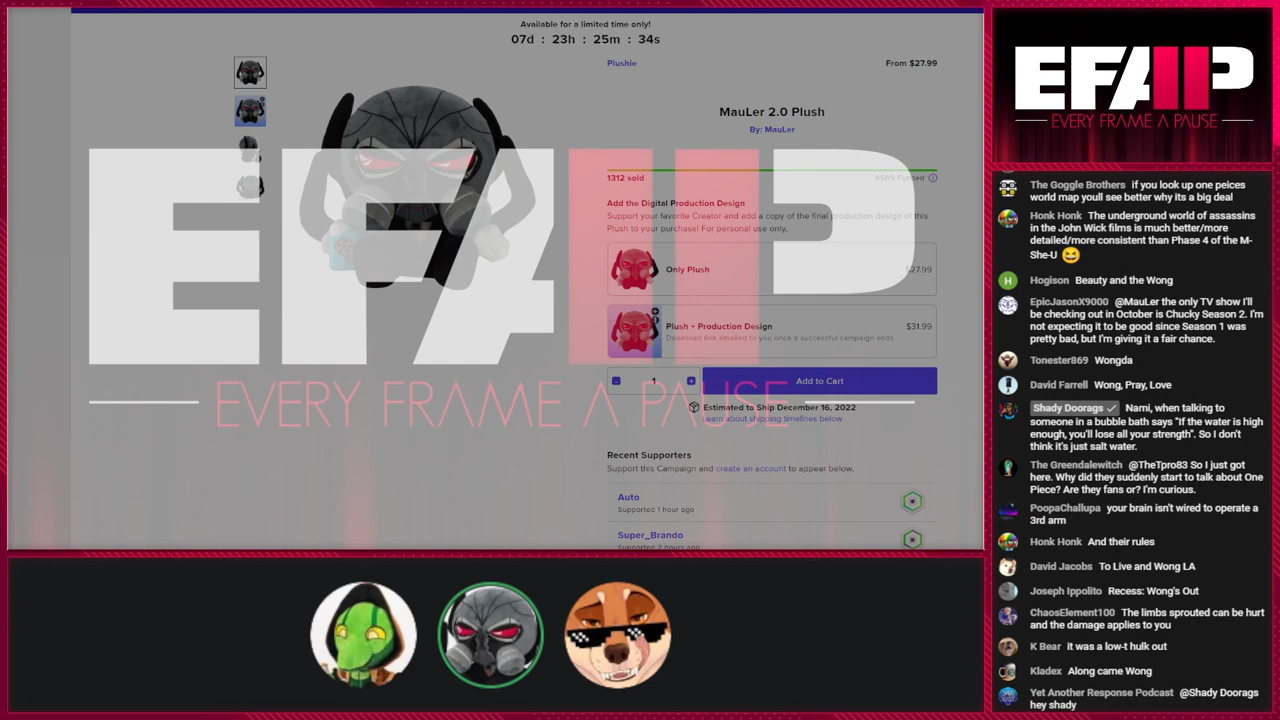 Available for a limited time only!
07d : 23h : 25m : 34s
Plushie
From $27.99
MauLer 2.0 Plush
By: MauLer
1312 sold
656% Funded
Add the Digital Production Design
Support your favorite Creator and add a copy of the final production design of this
Plush to your purchase! For personal use only.
Only Plush
$27.99
Plush + Production Design
$31.99
Download link emailed to you once a successful campaign ends
- 1 +
Add to Cart
Estimated to Ship December 16, 2022
Learn about shipping timelines below
Recent Supporters
Support this Campaign and create an account to appear below.
Auto
Supported 1 hour ago
Super_Brando
Supported 2 hours ago
EFAP
EVERY FRAME A PAUSE
EFAP
EVERY FRAME A PAUSE
The Goggle Brothers if you look up one peices
world map youll see better why its a big deal
Honk Honk The underground world of assassins
in the John Wick films is much better/more
detailed/more consistent than Phase 4 of the M-
She-U
H
Hogison Beauty and the Wong
EpicJasonX9000 @MauLer the only TV show I'll
be checking out in October is Chucky Season 2. I'm
not expecting it to be good since Season 1 was
pretty bad, but I'm giving it a fair chance.
Tonester869 Wongda
David Farrell Wong, Pray, Love
Shady Doorags Nami, when talking to
someone in a bubble bath says "If the water is high
enough, you'll lose all your strength". So I don't
think it's just salt water.
The Greendalewitch @TheTpro83 So I just got
here. Why did they suddenly start to talk about One
Piece? Are they fans or? I'm curious.
PoopaChallupa your brain isn't wired to operate a
3rd arm
Honk Honk And their rules
David Jacobs To Live and Wong LA
Joseph Ippolito Recess: Wong's Out
ChaosElement100 The limbs sprouted can be hurt
and the damage applies to you
K Bear it was a low-t hulk out
Kladex Along came Wong
Yet Another Response Podcast @Shady Doorags
hey shady